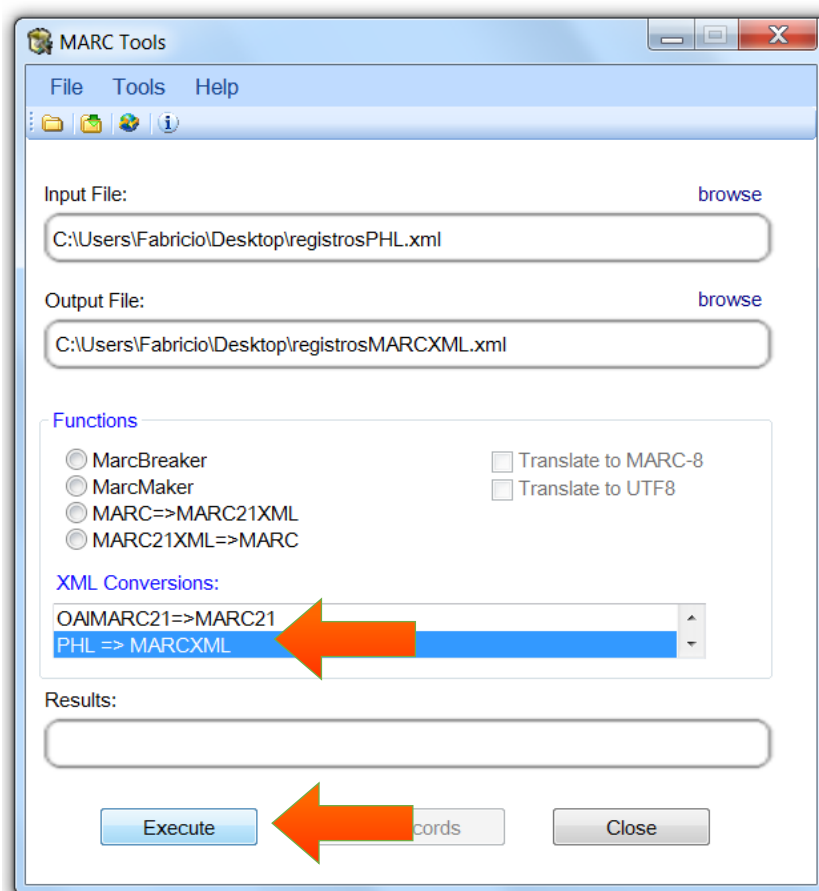 MARC Tools
File Tools Help
Input File: browse
C:\Users\Fabricio\Desktop\registrosPHL.xml
Output File: browse
C:\Users\Fabricio\Desktop\registrosMARCXML.xml
Functions
MarcBreaker Translate to MARC-8
MarcMaker Translate to UTF8
MARC=>MARC21XML
MARC21XML=>MARC
XML Conversions:
OAIMARC21=>MARC21
PHL => MARCXML
Results:
Execute cords Close